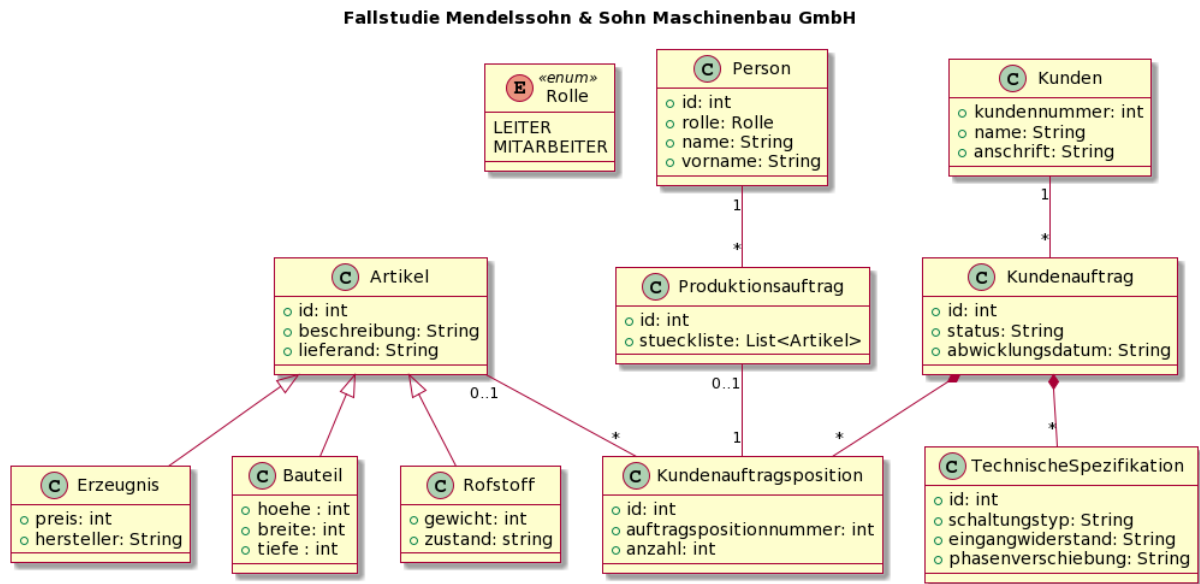 Fallstudie Mendelssohn & Sohn Maschinenbau GmbH
E
«enum»
Rolle
LEITER
MITARBEITER
C Person
id: int
rolle: Rolle
name: String
vorname: String
C Kunden
kundennummer: int
name: String
anschrift: String
1
*
1
*
C Artikel
id: int
beschreibung: String
lieferand: String
C Produktionsauftrag
id: int
stueckliste: List<Artikel>
C Kundenauftrag
id: int
status: String
abwicklungsdatum: String
0..1
*
0..1
1
*
*
C Erzeugnis
preis: int
hersteller: String
C Bauteil
hoehe : int
breite: int
tiefe : int
C Rofstoff
gewicht: int
zustand: string
C Kundenauftragsposition
id: int
auftragspositionnummer: int
anzahl: int
C TechnischeSpezifikation
id: int
schaltungstyp: String
eingangwiderstand: String
phasenverschiebung: String